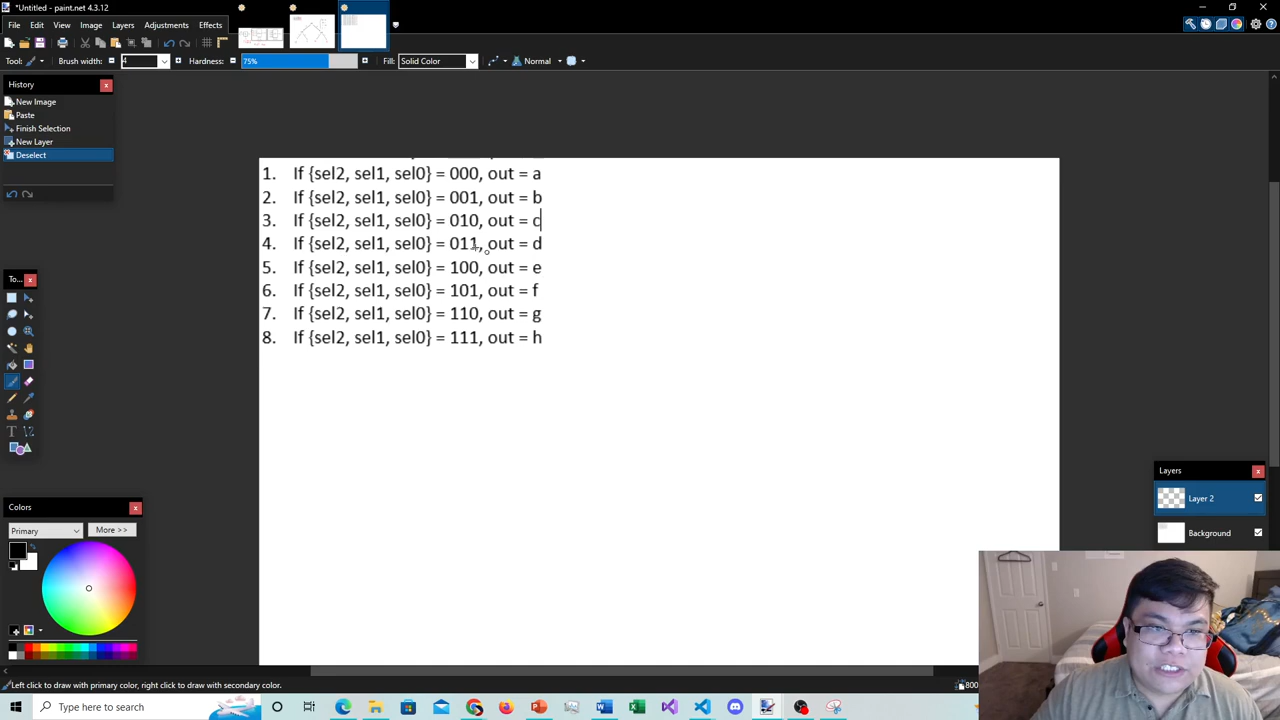 *Untitled - paint.net 4.3.12
File Edit View Image Layers Adjustments Effects
Tool: Brush width: 4 Hardness: 75% Fill: Solid Color Normal
History
New Image
Paste
Finish Selection
New Layer
Deselect
1. If {sel2, sel1, sel0} = 000, out = a
2. If {sel2, sel1, sel0} = 001, out = b
3. If {sel2, sel1, sel0} = 010, out = c
4. If {sel2, sel1, sel0} = 011, out = d
5. If {sel2, sel1, sel0} = 100, out = e
6. If {sel2, sel1, sel0} = 101, out = f
7. If {sel2, sel1, sel0} = 110, out = g
8. If {sel2, sel1, sel0} = 111, out = h
To...
Colors
Primary More >>
Layers
Layer 2
Background
Left click to draw with primary color, right click to draw with secondary color.
800
Type here to search